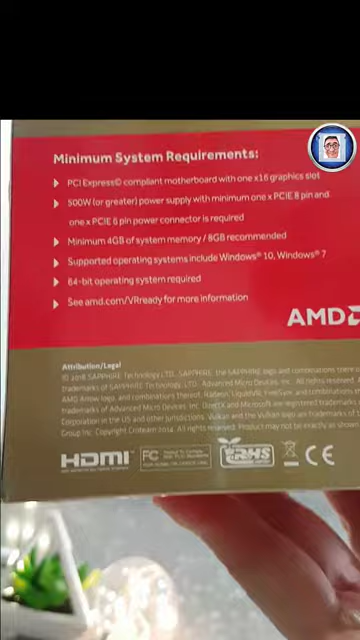 Minimum System Requirements:
PCI Express© compliant motherboard with one x16 graphics slot
500W (or greater) power supply with minimum one x PCIE 8 pin and
one x PCIE 6 pin power connector is required
Minimum 4GB of system memory / 8GB recommended
Supported operating systems include Windows® 10, Windows® 7
64-bit operating system required
See amd.com/VRready for more information
AMD
Attribution/Legal
© 2018 SAPPHIRE Technology LTD., SAPPHIRE, the SAPPHIRE logo and combinations there
trademarks of SAPPHIRE Technology, LTD. Advanced Micro Devices, Inc. All rights reserved.
AMD Arrow logo, and combinations thereof, Radeon, LiquidVR, FreeSync, and combinations
trademarks of Advanced Micro Devices, Inc. DirectX and Microsoft are registered trademarks
Corporation in the US and other jurisdictions. Vulkan and the Vulkan logo are trademarks of
Group Inc. Copyright Crobeam 2014. All rights reserved. Product may not be exactly as shown
HDMI FC RHS CE